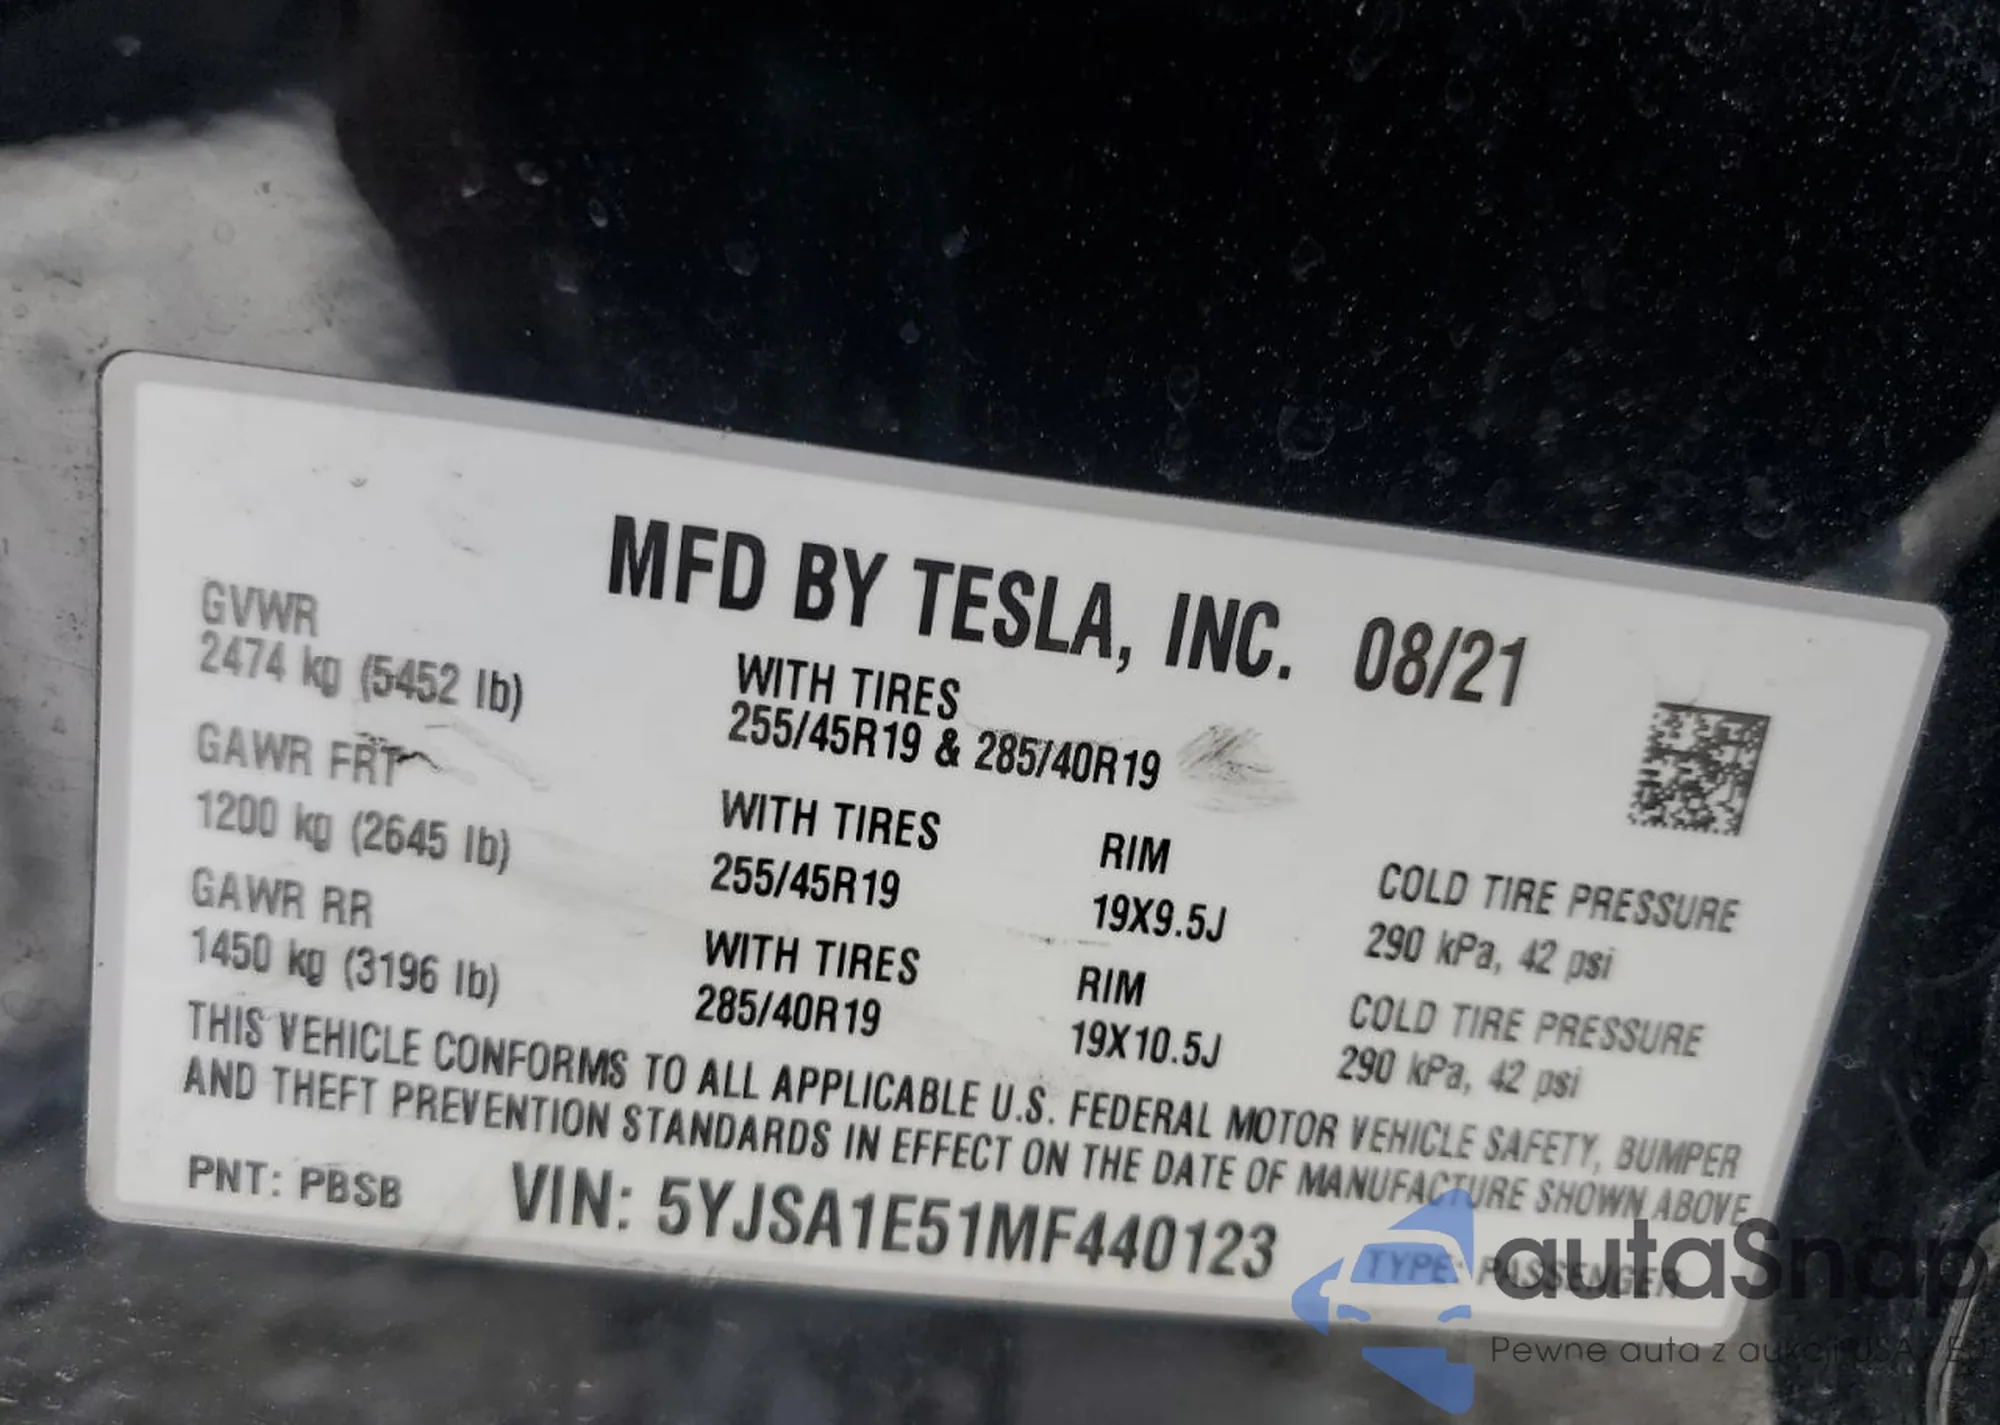 MFD BY TESLA, INC. 08/21
GVWR
2474 kg (5452 lb)
WITH TIRES
255/45R19 & 285/40R19
GAWR FRT
1200 kg (2645 lb)
WITH TIRES
255/45R19
RIM
19X9.5J
COLD TIRE PRESSURE
290 kPa, 42 psi
GAWR RR
1450 kg (3196 lb)
WITH TIRES
285/40R19
RIM
19X10.5J
COLD TIRE PRESSURE
290 kPa, 42 psi
THIS VEHICLE CONFORMS TO ALL APPLICABLE U.S. FEDERAL MOTOR VEHICLE SAFETY, BUMPER
AND THEFT PREVENTION STANDARDS IN EFFECT ON THE DATE OF MANUFACTURE SHOWN ABOVE
PNT: PBSB VIN: 5YJSA1E51MF440123 TYPE: PASSENGER
autaSnap
Pewne auta z aukcji USA